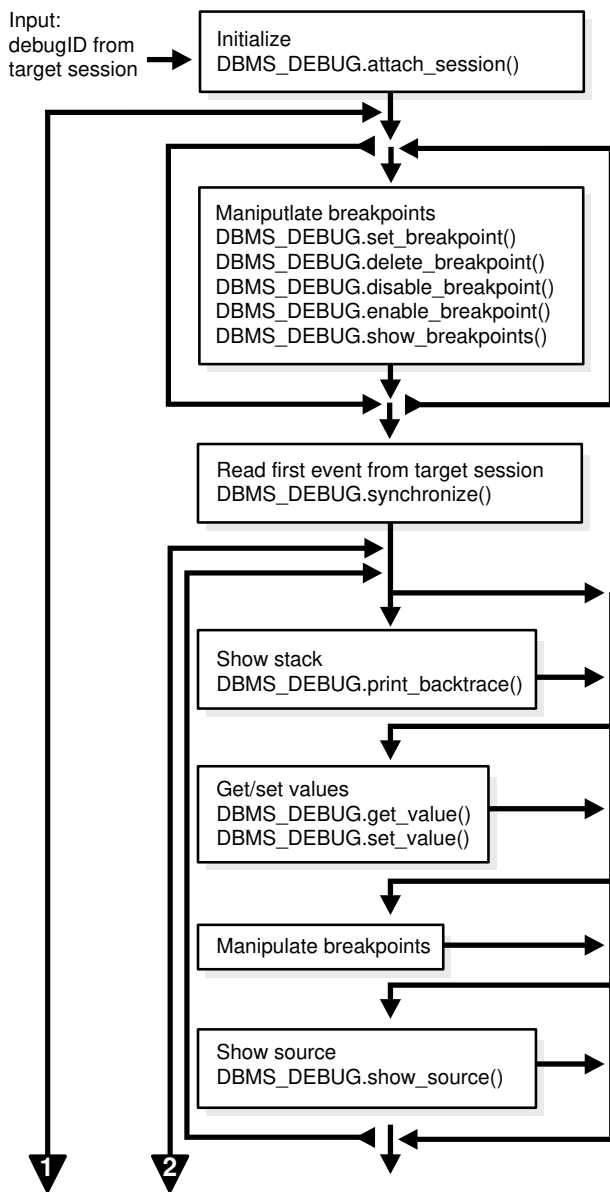 Input:
debugID from
target session
Initialize
DBMS_DEBUG.attach_session()
Maniputlate breakpoints
DBMS_DEBUG.set_breakpoint()
DBMS_DEBUG.delete_breakpoint()
DBMS_DEBUG.disable_breakpoint()
DBMS_DEBUG.enable_breakpoint()
DBMS_DEBUG.show_breakpoints()
Read first event from target session
DBMS_DEBUG.synchronize()
Show stack
DBMS_DEBUG.print_backtrace()
Get/set values
DBMS_DEBUG.get_value()
DBMS_DEBUG.set_value()
Manipulate breakpoints
Show source
DBMS_DEBUG.show_source()
1
2